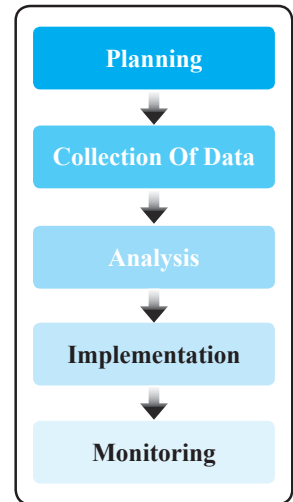 Planning
Collection Of Data
Analysis
Implementation
Monitoring